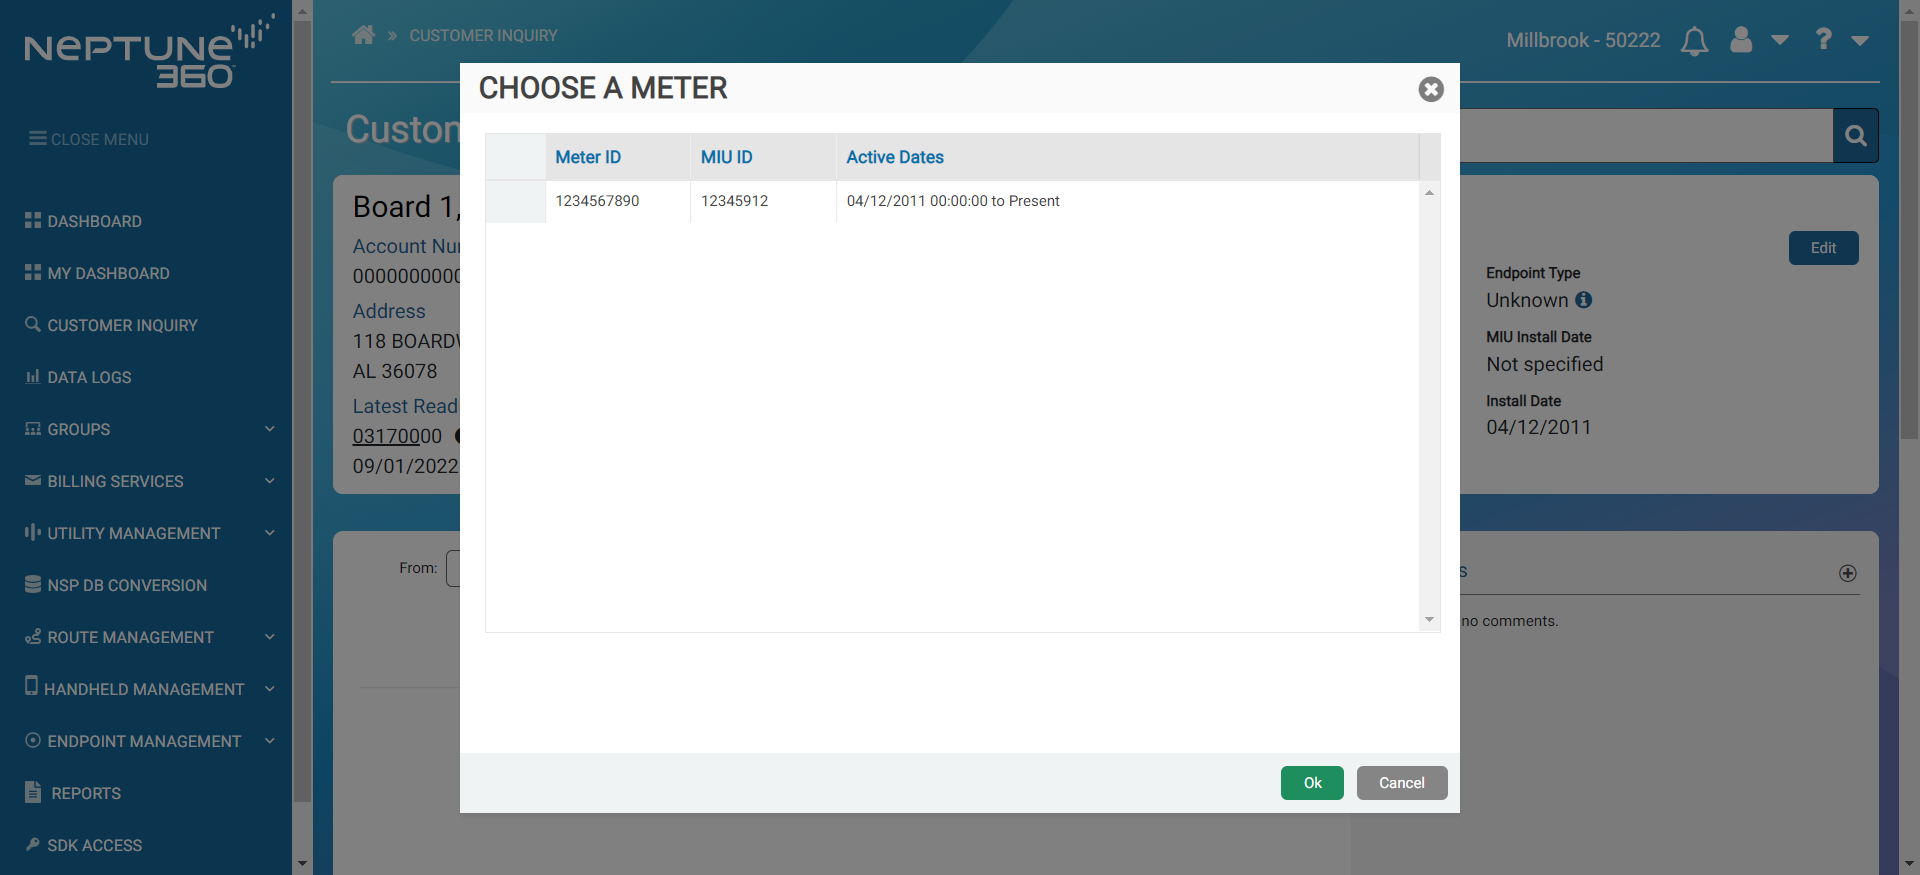 NEPTUNE
360
CLOSE MENU
DASHBOARD
MY DASHBOARD
CUSTOMER INQUIRY
DATA LOGS
GROUPS
BILLING SERVICES
UTILITY MANAGEMENT
NSP DB CONVERSION
ROUTE MANAGEMENT
HANDHELD MANAGEMENT
ENDPOINT MANAGEMENT
REPORTS
SDK ACCESS
» CUSTOMER INQUIRY
Millbrook - 50222
?
CHOOSE A METER
Meter ID MIU ID Active Dates
1234567890 12345912 04/12/2011 00:00:00 to Present
Ok Cancel
Board 1,
Account
0000000000
Address
118
AL 36078
Latest Read
03170000
09/01/2022
Edit
Endpoint Type
Unknown
MIU Install Date
Not specified
Install Date
04/12/2011
From:
no comments.